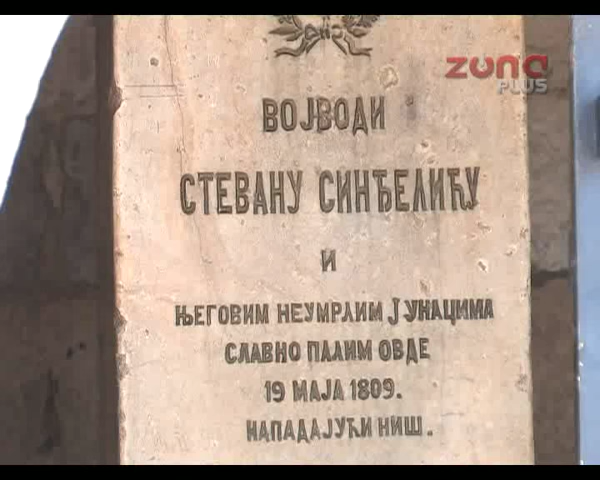 zona
PLUS
ВОЈВОДИ
СТЕВАНУ СИНЂЕЛИЋУ
И
ЊЕГОВИМ НЕУМРЛИМ ЈУНАЦИМА
СЛАВНО ПАЛИМ ОВДЕ
19 МАЈА 1809.
НАПАДАЈУЋИ НИШ.